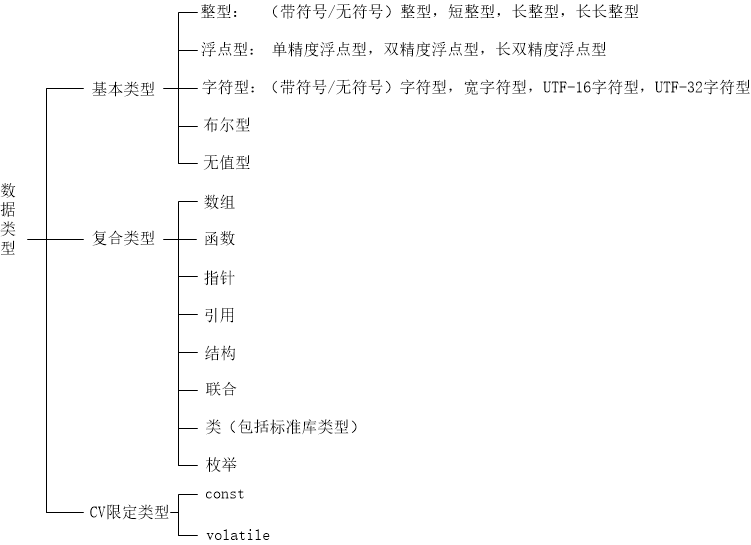 数据类型
基本类型
整型： （带符号/无符号）整型，短整型，长整型，长长整型
浮点型： 单精度浮点型，双精度浮点型，长双精度浮点型
字符型：（带符号/无符号）字符型，宽字符型，UTF-16字符型，UTF-32字符型
布尔型
无值型
复合类型
数组
函数
指针
引用
结构
联合
类（包括标准库类型）
枚举
CV限定类型
const
volatile